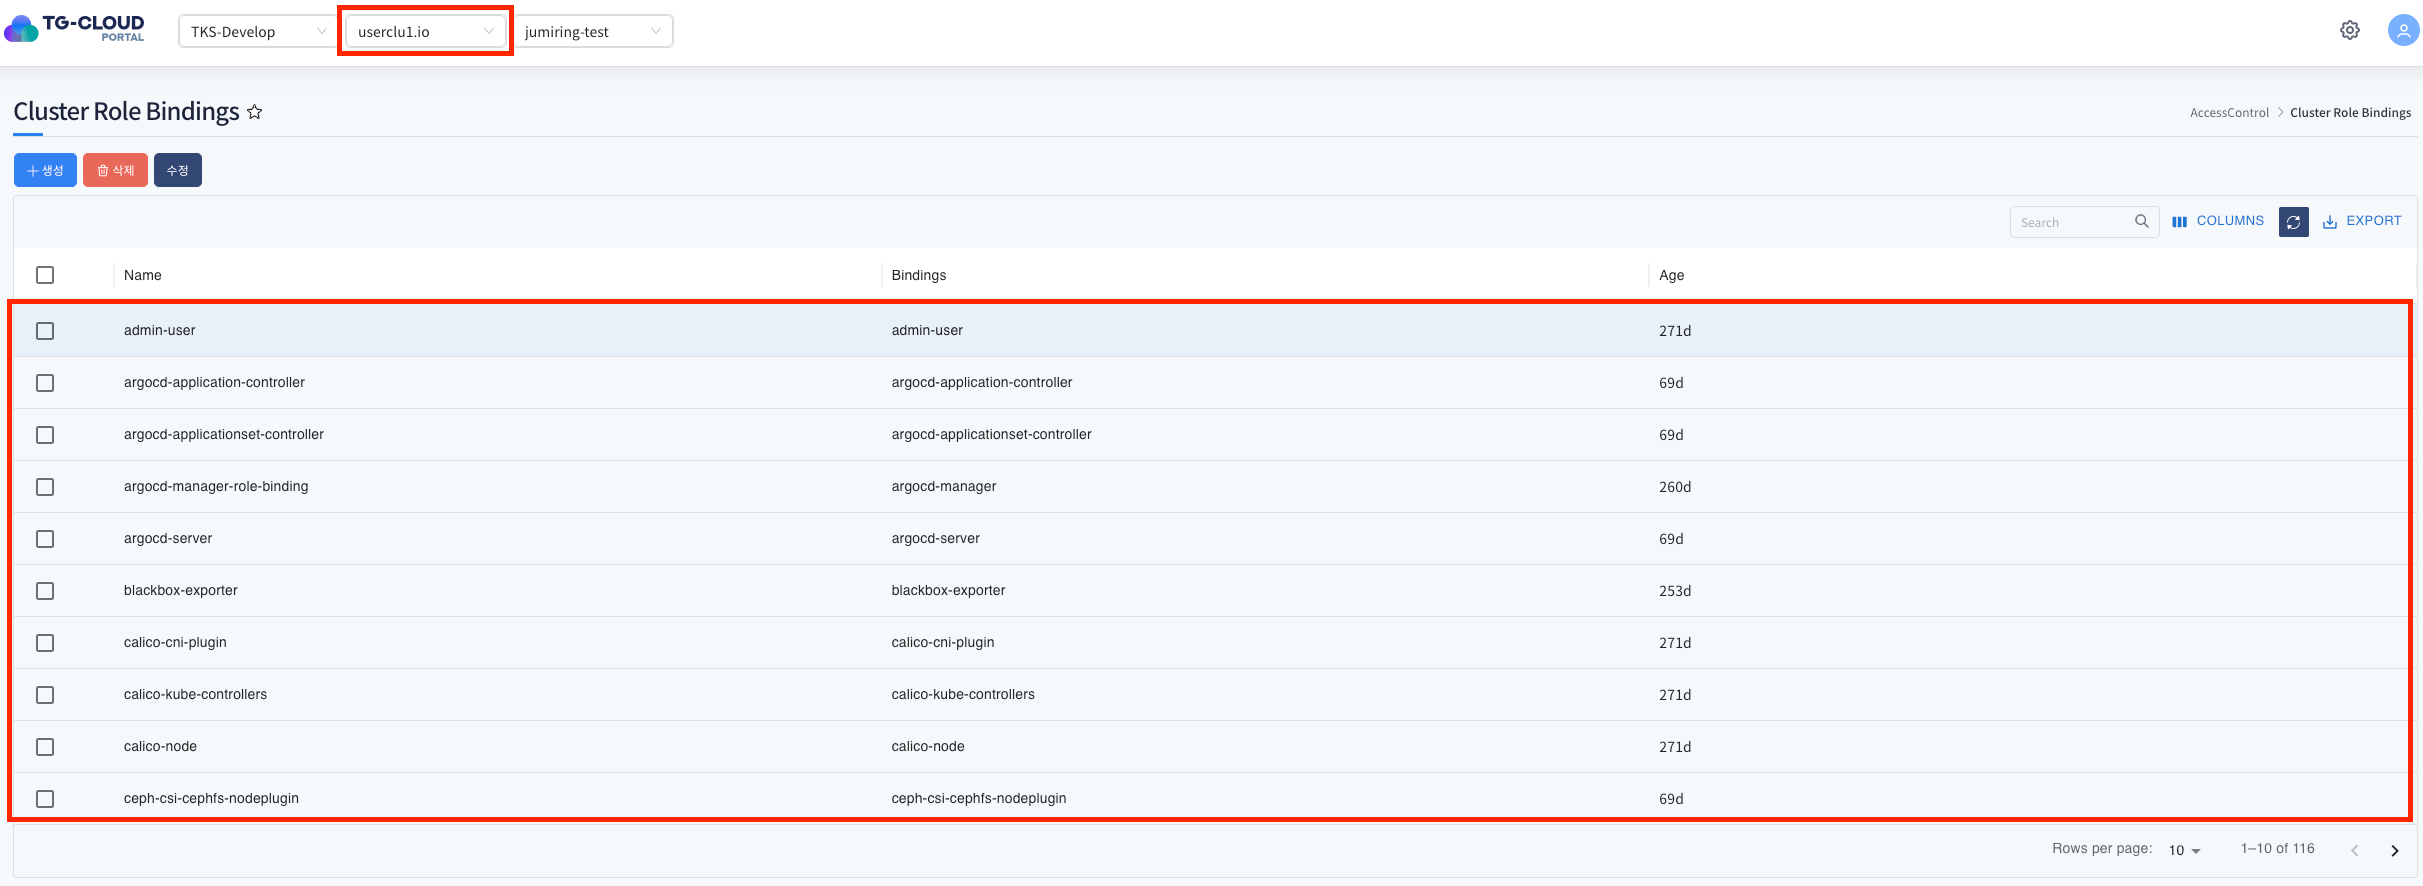 TG-CLOUD
PORTAL
TKS-Develop
userclu1.io
jumiring-test
Cluster Role Bindings
AccessControl > Cluster Role Bindings
+ 생성
삭제
수정
Search
COLUMNS
EXPORT
Name Bindings Age
admin-user admin-user 271d
argocd-application-controller argocd-application-controller 69d
argocd-applicationset-controller argocd-applicationset-controller 69d
argocd-manager-role-binding argocd-manager 260d
argocd-server argocd-server 69d
blackbox-exporter blackbox-exporter 253d
calico-cni-plugin calico-cni-plugin 271d
calico-kube-controllers calico-kube-controllers 271d
calico-node calico-node 271d
ceph-csi-cephfs-nodeplugin ceph-csi-cephfs-nodeplugin 69d
Rows per page: 10 1–10 of 116